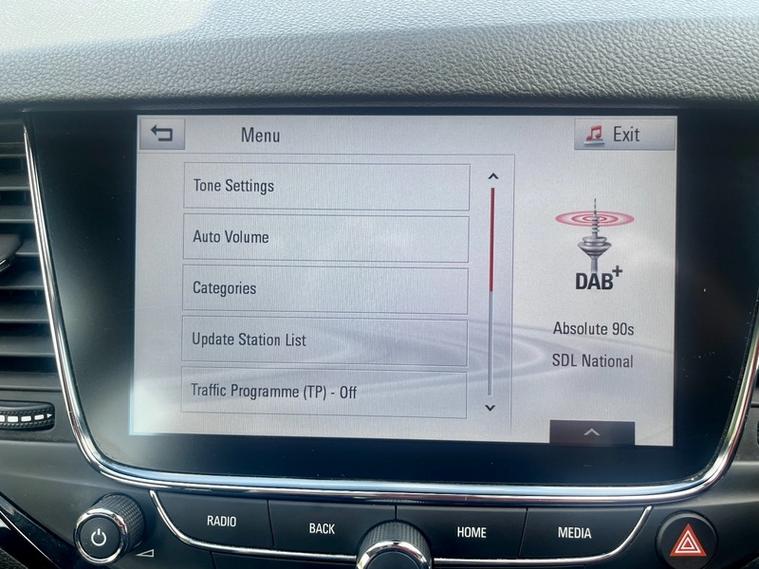 Menu
Exit
Tone Settings
Auto Volume
Categories
Update Station List
Traffic Programme (TP) - Off
DAB+
Absolute 90s
SDL National
RADIO
BACK
HOME
MEDIA